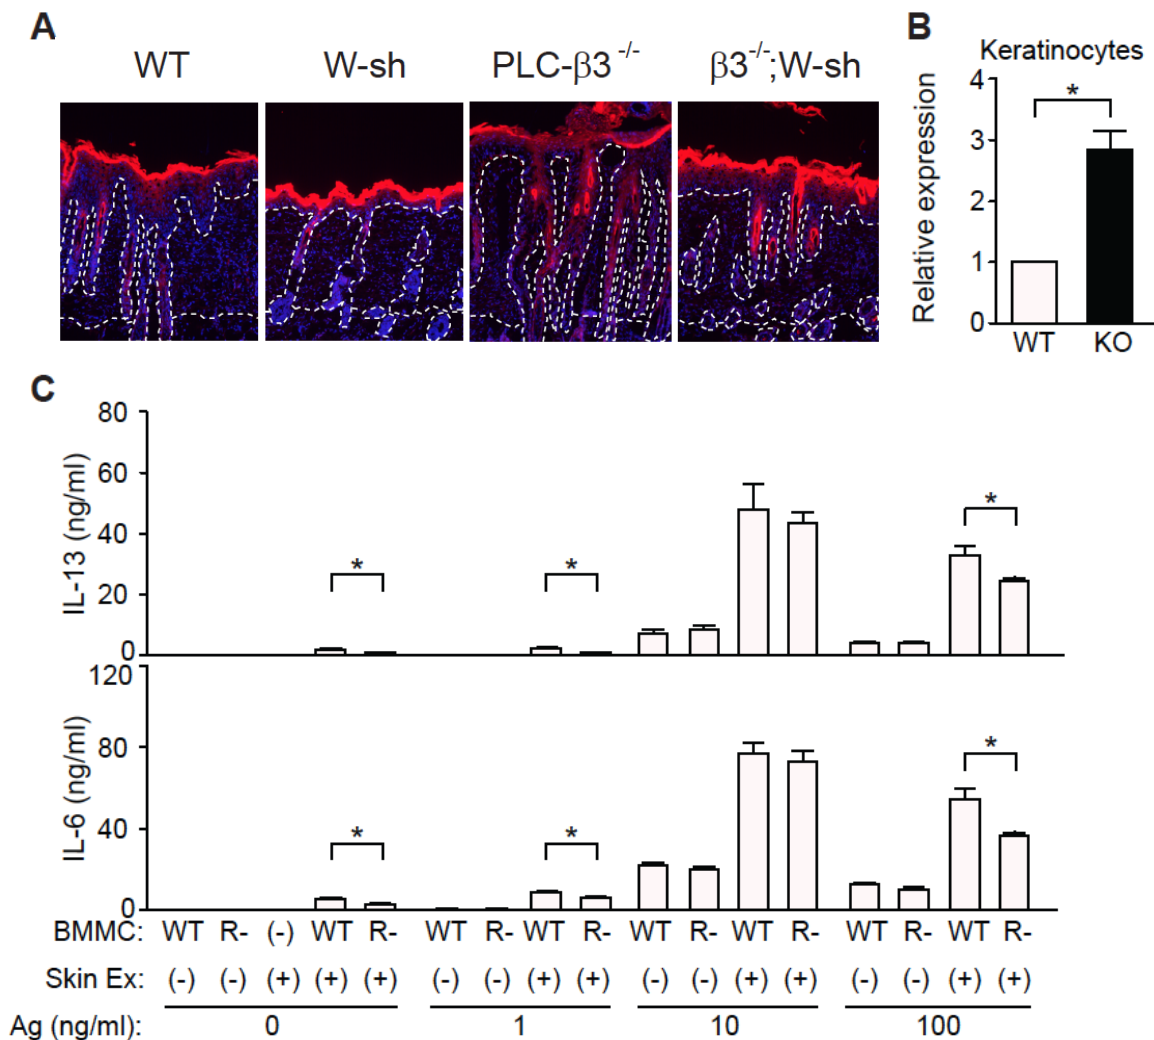 A
WT
W-sh
PLC-β3 -/-
β3-/-;W-sh
B
Keratinocytes
Relative expression
4
3
2
1
0
*
WT
KO
C
IL-13 (ng/ml)
80
60
40
20
0
*
*
*
IL-6 (ng/ml)
120
80
40
0
*
*
*
BMMC: WT R- (-) WT R- WT R- WT R- WT R- WT R- WT R- WT R-
Skin Ex: (-) (-) (+) (+) (+) (-) (-) (+) (+) (-) (-) (+) (+) (-) (-) (+) (+)
Ag (ng/ml): 0 1 10 100